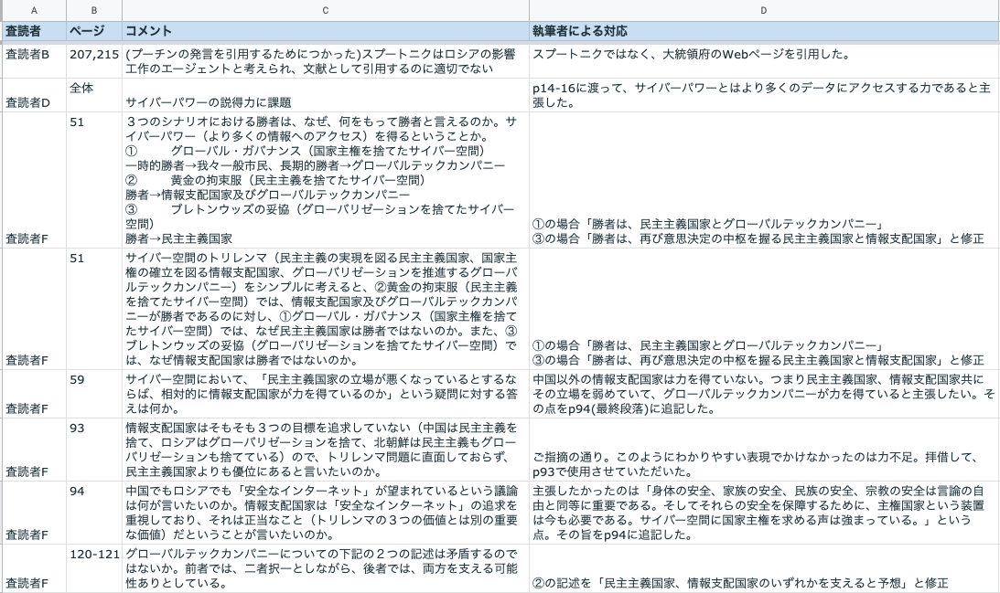 A B C D
査読者 ページ コメント 執筆者による対応
査読者B 207,215 (プーチンの発言を引用するためにつかった)スプートニクはロシアの影響 スプートニクではなく、大統領府のWebページを引用した。
工作のエージェントと考えられ、文献として引用するのに適切でない
全体 p14-16に渡って、サイバーパワーとはより多くのデータにアクセスする力であると主
査読者D サイバーパワーの説得力に課題 張した。
51 ３つのシナリオにおける勝者は、なぜ、何をもって勝者と言えるのか。サ
イバーパワー（より多くの情報へのアクセス）を得るということか。
① グローバル・ガバナンス（国家主権を捨てたサイバー空間）
一時的勝者→我々一般市民、長期的勝者→グローバルテックカンパニー
② 黄金の拘束服（民主主義を捨てたサイバー空間）
勝者→情報支配国家及びグローバルテックカンパニー
③ ブレトンウッズの妥協（グローバリゼーションを捨てたサイバー
空間） ①の場合「勝者は、民主主義国家とグローバルテックカンパニー」
査読者F 勝者→民主主義国家 ③の場合「勝者は、再び意思決定の中枢を握る民主主義国家と情報支配国家」と修正
51 サイバー空間のトリレンマ（民主主義の実現を図る民主主義国家、国家主
権の確立を図る情報支配国家、グローバリゼーションを推進するグローバ
ルテックカンパニー）をシンプルに考えると、②黄金の拘束服（民主主義
を捨てたサイバー空間）では、情報支配国家及びグローバルテックカンパ
ニーが勝者であるのに対し、①グローバル・ガバナンス（国家主権を捨て
たサイバー空間）では、なぜ民主主義国家は勝者ではないのか。また、③
ブレトンウッズの妥協（グローバリゼーションを捨てたサイバー空間）で ①の場合「勝者は、民主主義国家とグローバルテックカンパニー」
査読者F は、なぜ情報支配国家は勝者ではないのか。 ③の場合「勝者は、再び意思決定の中枢を握る民主主義国家と情報支配国家」と修正
59 サイバー空間において、「民主主義国家の立場が悪くなっているとするな 中国以外の情報支配国家は力を得ていない。つまり民主主義国家、情報支配国家共に
らば、相対的に情報支配国家が力を得ているのか」という疑問に対する答 その立場を弱めていて、グローバルテックカンパニーが力を得ていると主張したい。そ
査読者F えは何か。 の点をp94(最終段落)に追記した。
93 情報支配国家はそもそも３つの目標を追求していない（中国は民主主義を
捨て、ロシアはグローバリゼーションを捨て、北朝鮮は民主主義もグロー
バリゼーションも捨てている）ので、トリレンマ問題に直面しておらず、 ご指摘の通り。このようにわかりやすい表現でかけなかったのは力不足。拝借して、
査読者F 民主主義国家よりも優位にあると言いたいのか。 p93で使用させていただいた。
94 中国でもロシアでも「安全なインターネット」が望まれているという議論 主張したかったのは「身体の安全、家族の安全、民族の安全、宗教の安全は言論の自
は何が言いたいのか。情報支配国家は「安全なインターネット」の追求を 由と同等に重要である。そしてそれらの安全を保障するために、主権国家という装置
重視しており、それは正当なこと（トリレンマの３つの価値とは別の重要 は今も必要である。サイバー空間に国家主権を求める声は強まっている。」という
査読者F な価値）だということが言いたいのか。 点。その旨をp94に追記した。
120-121 グローバルテックカンパニーについての下記の２つの記述は矛盾するので
はないか。前者では、二者択一としながら、後者では、両方を支える可能
査読者F 性ありとしている。 ②の記述を「民主主義国家、情報支配国家のいずれかを支えると予想」と修正